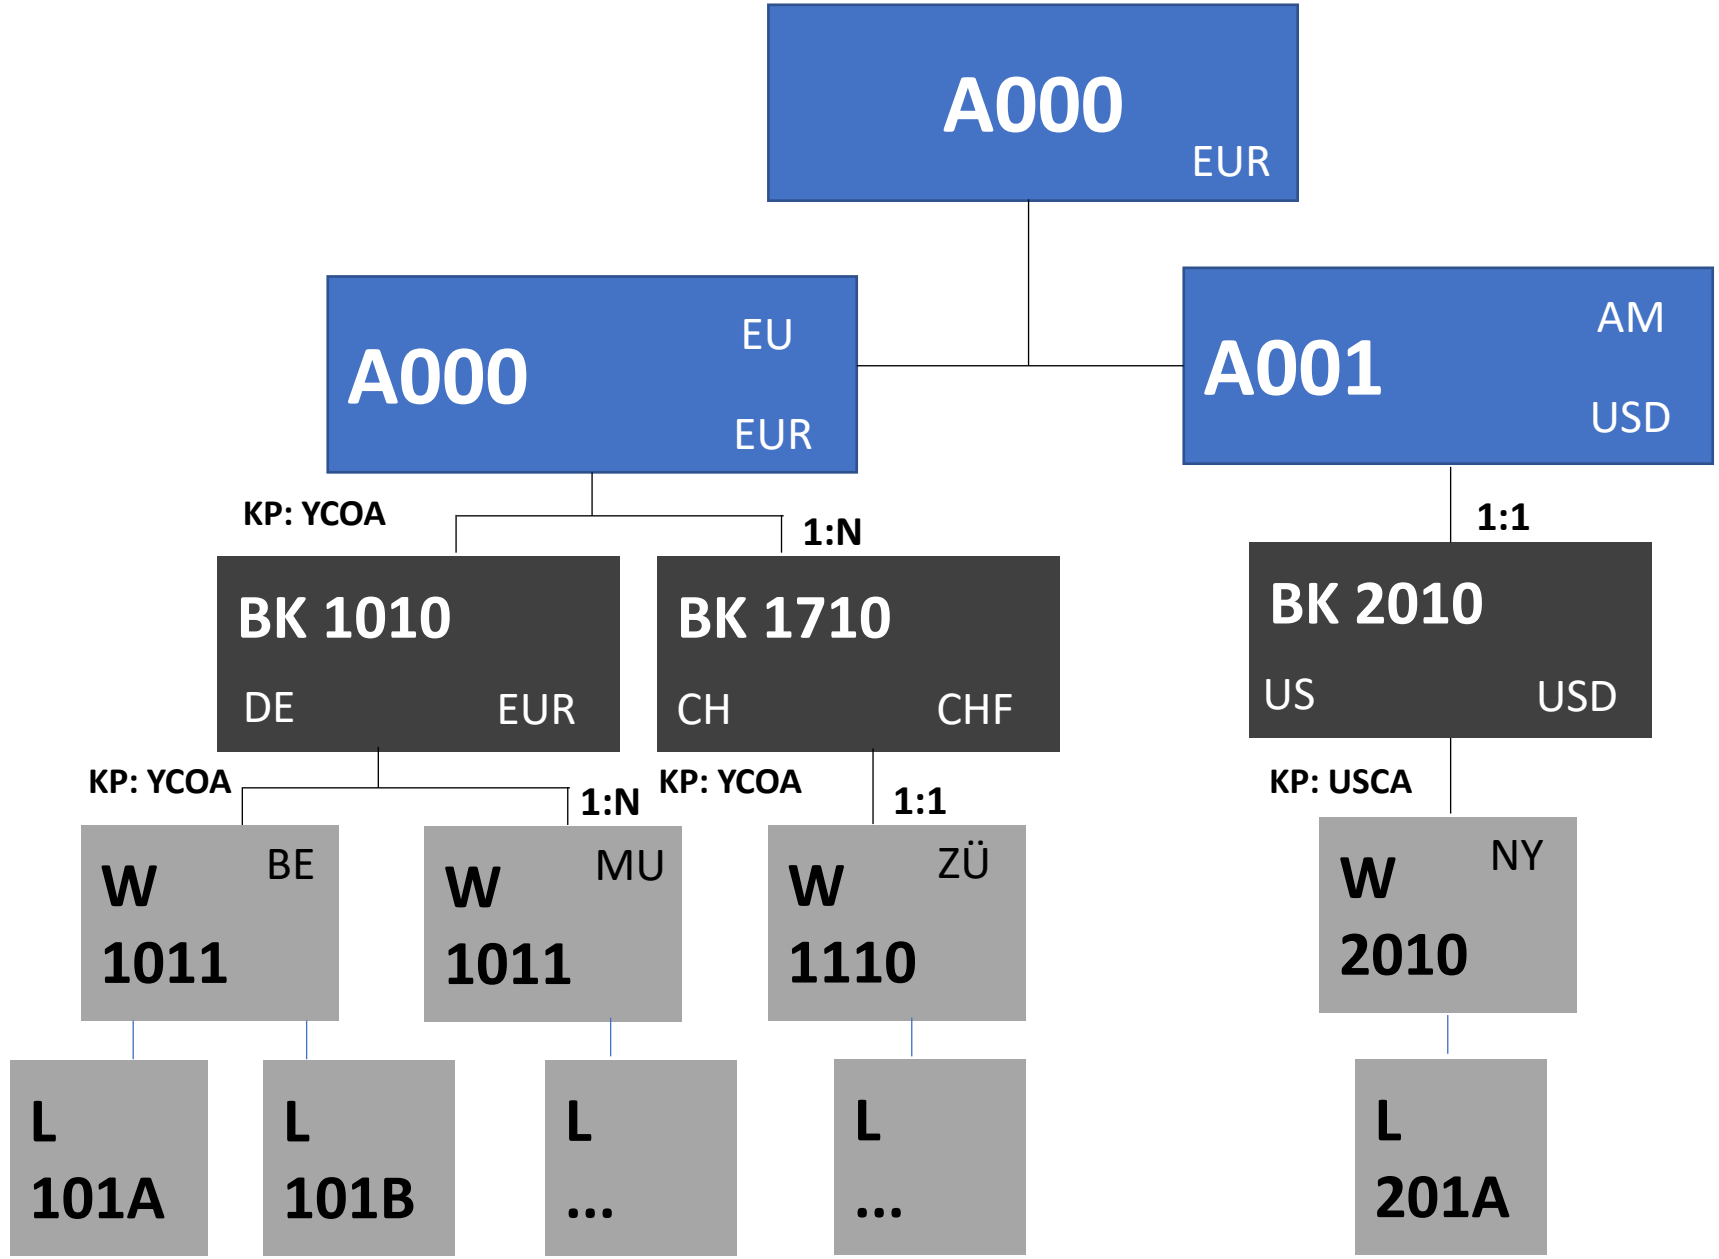 A000
EUR
A000
EU
EUR
A001
AM
USD
KP: YCOA
1:N
1:1
BK 1010
DE
EUR
BK 1710
CH
CHF
BK 2010
US
USD
KP: YCOA
1:N
KP: YCOA
1:1
KP: USCA
W
BE
1011
W
MU
1011
W
ZÜ
1110
W
NY
2010
L
101A
L
101B
L
...
L
...
L
201A